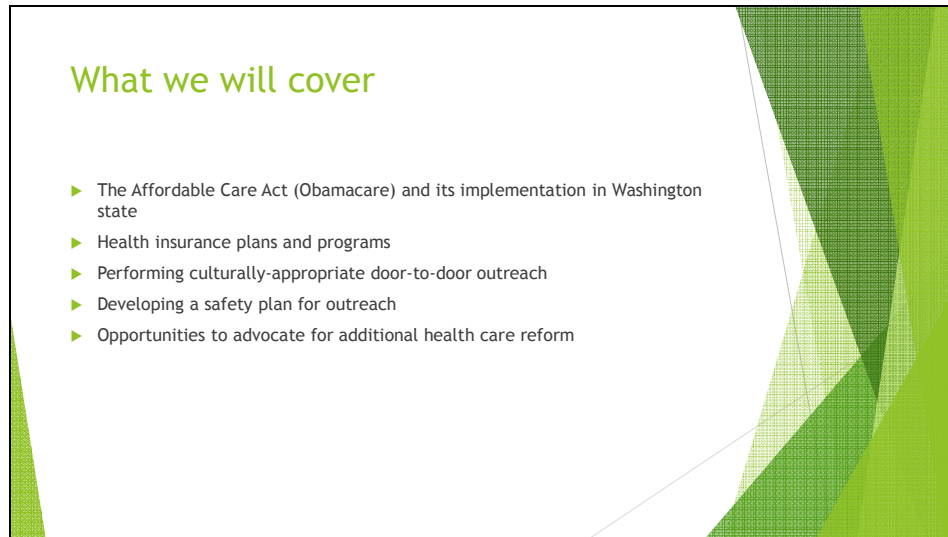 What we will cover
The Affordable Care Act (Obamacare) and its implementation in Washington
state
Health insurance plans and programs
Performing culturally-appropriate door-to-door outreach
Developing a safety plan for outreach
Opportunities to advocate for additional health care reform